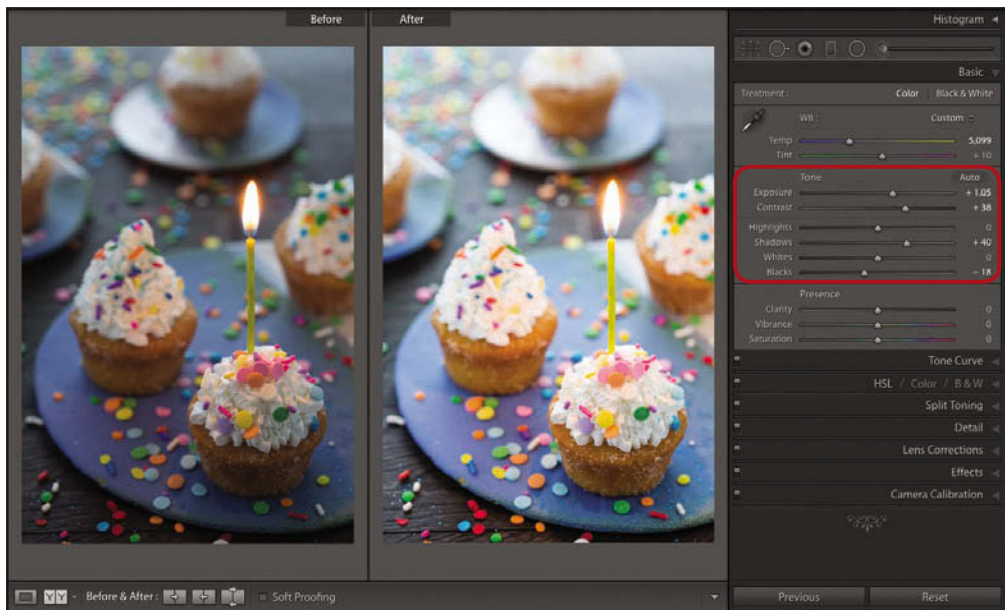 Before
After
Histogram
Basic
Treatment : Color Black & White
WB : Custom
Temp 5,099
Tint + 10
Tone Auto
Exposure + 1.05
Contrast + 38
Highlights 0
Shadows + 40
Whites 0
Blacks − 18
Presence
Clarity 0
Vibrance 0
Saturation 0
Tone Curve
HSL / Color / B & W
Split Toning
Detail
Lens Corrections
Effects
Camera Calibration
Y Y Before & After : Soft Proofing
Previous Reset